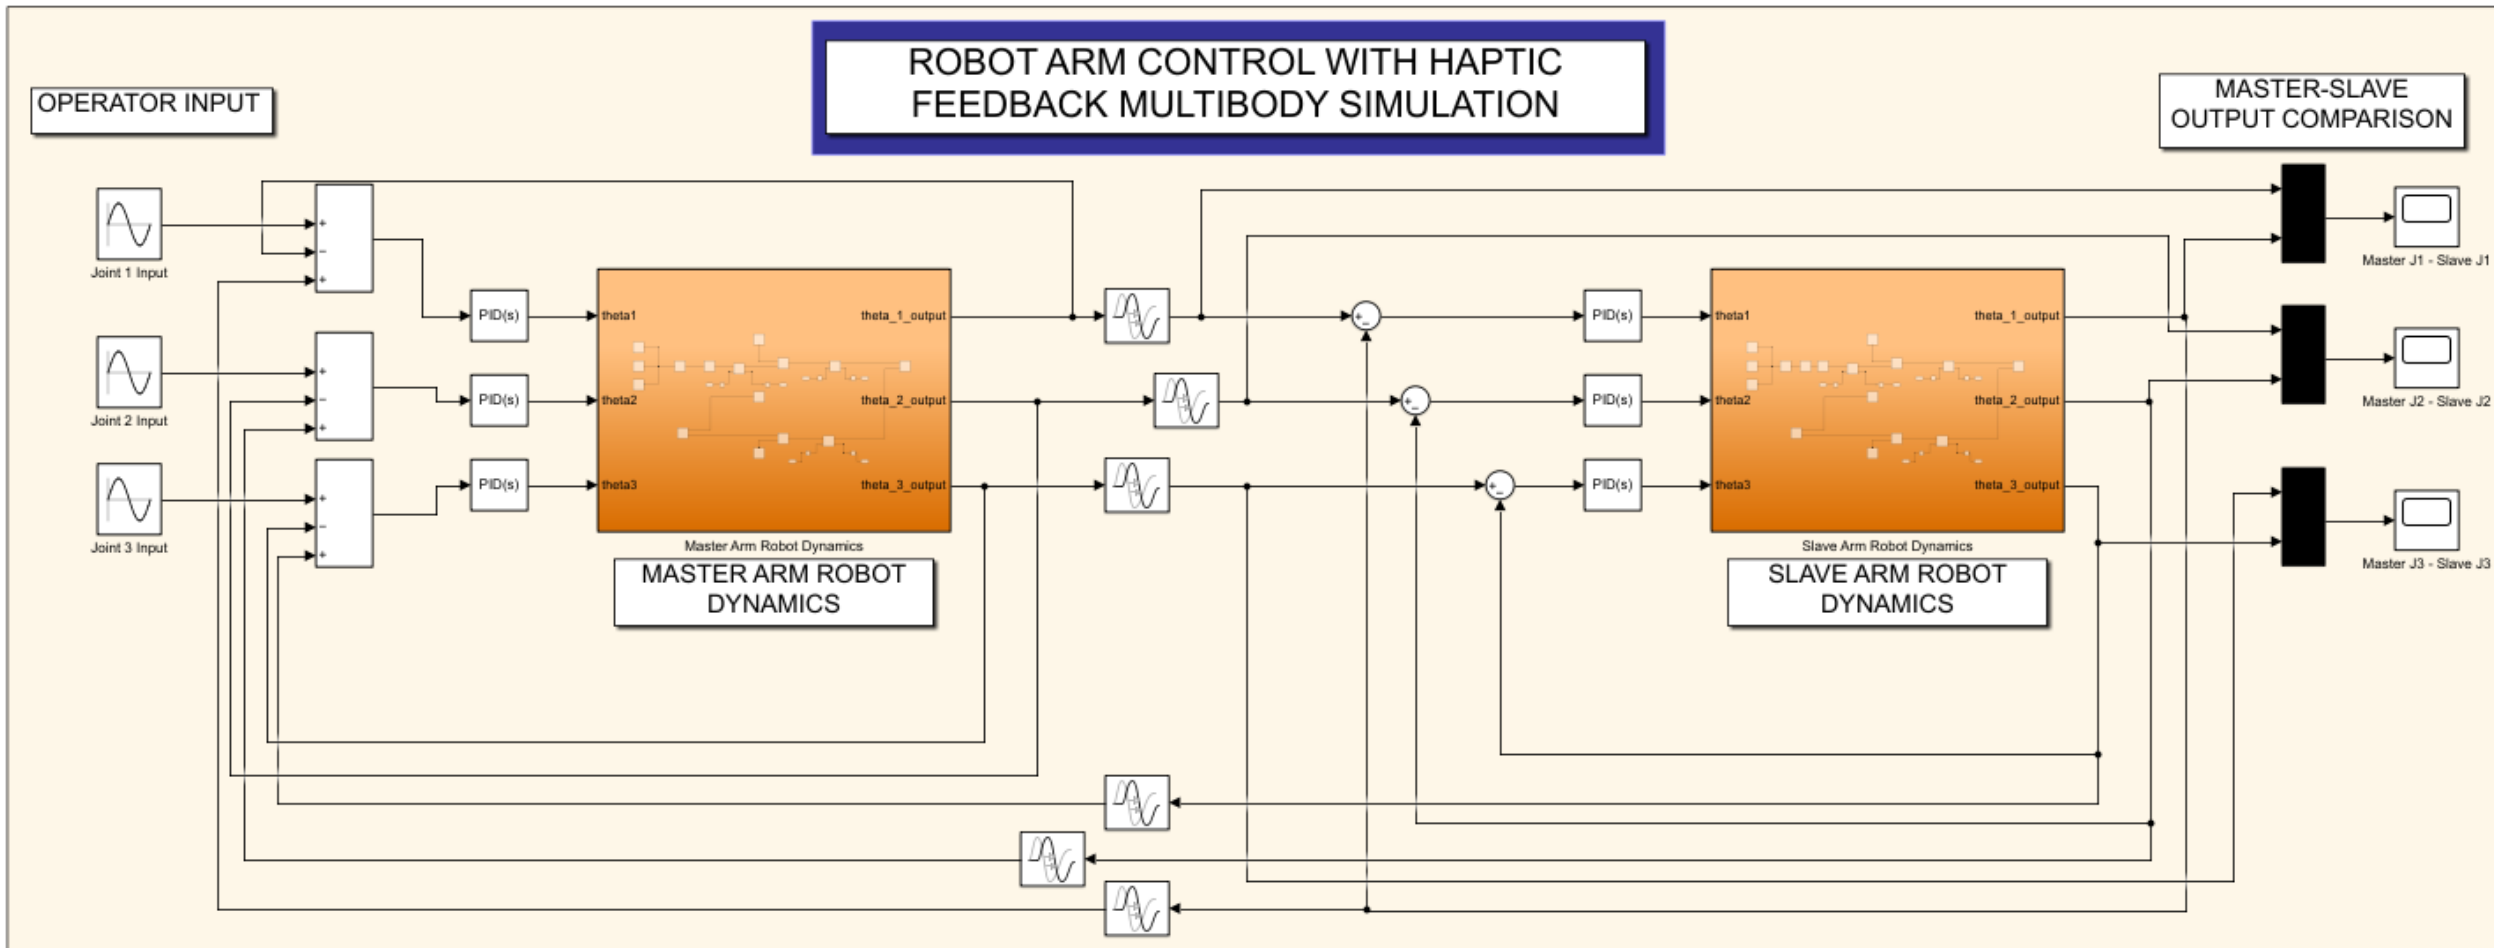 ROBOT ARM CONTROL WITH HAPTIC
FEEDBACK MULTIBODY SIMULATION
OPERATOR INPUT
MASTER-SLAVE
OUTPUT COMPARISON
+
−
+
Joint 1 Input
+
−
+
Joint 2 Input
+
−
+
Joint 3 Input
PID(s)
PID(s)
PID(s)
theta1
theta_1_output
theta2
theta_2_output
theta3
theta_3_output
Master Arm Robot Dynamics
MASTER ARM ROBOT
DYNAMICS
+
−
+
−
+
−
PID(s)
PID(s)
PID(s)
theta1
theta_1_output
theta2
theta_2_output
theta3
theta_3_output
Slave Arm Robot Dynamics
SLAVE ARM ROBOT
DYNAMICS
Master J1 - Slave J1
Master J2 - Slave J2
Master J3 - Slave J3